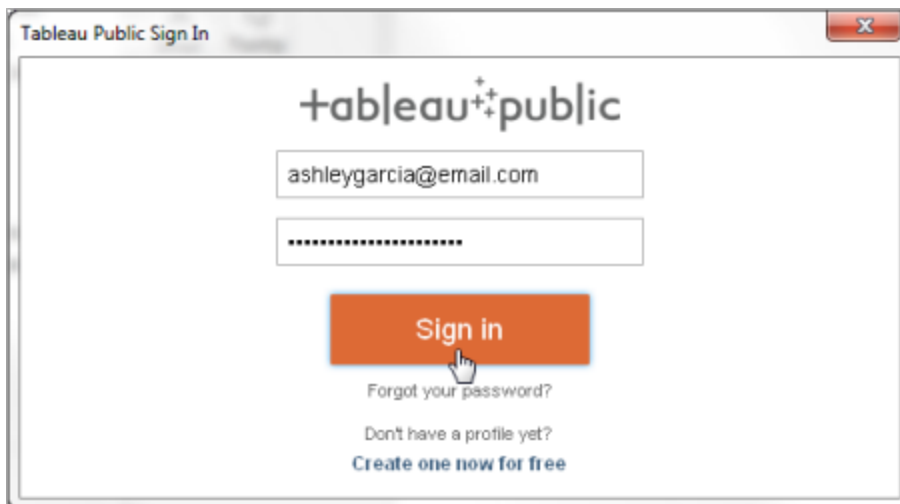 Tableau Public Sign In
+ableau public
ashleygarcia@email.com
Sign in
Forgot your password?
Don't have a profile yet?
Create one now for free